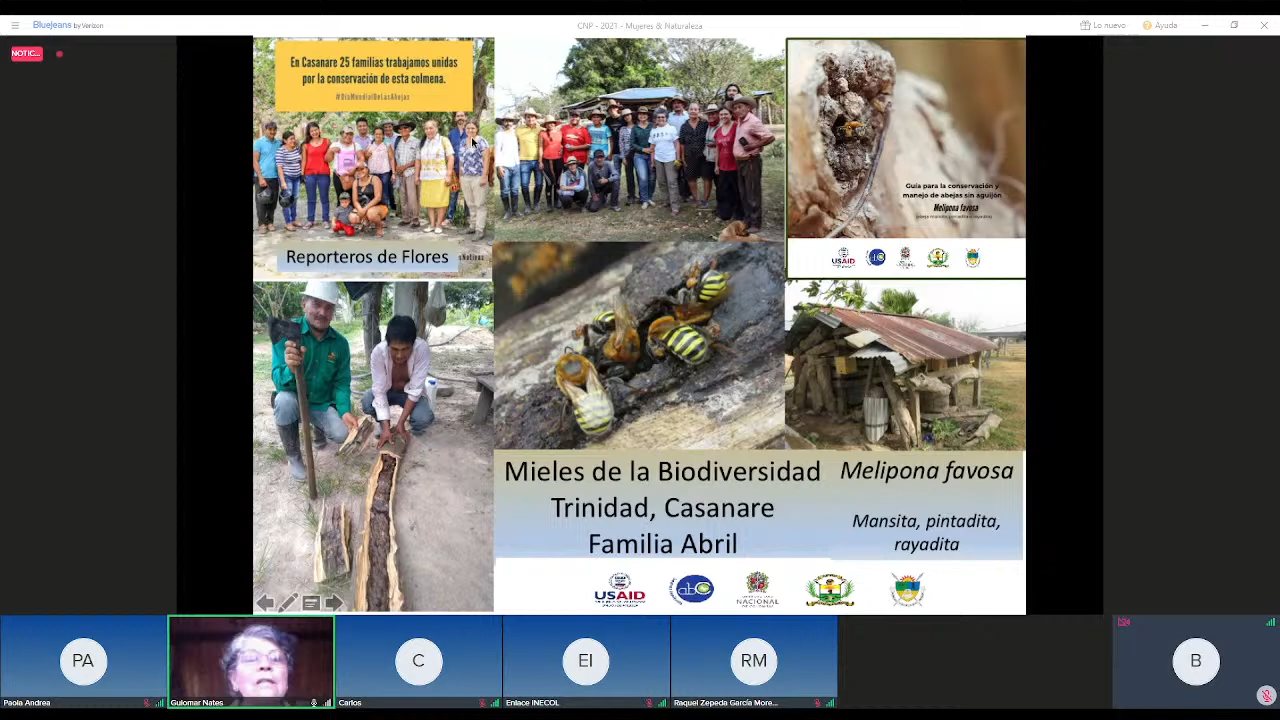 Bluejeans by Verizon
CNP - 2021 - Mujeres & Naturaleza
Lo nuevo
Ayuda
NOTIC...
En Casanare 25 familias trabajamos unidas
por la conservación de esta colmena.
#DíaMundialDeLasAbejas
Reporteros de Flores
Guía para la conservación y
manejo de abejas sin aguijón
Melipona favosa
Mieles de la Biodiversidad
Trinidad, Casanare
Familia Abril
Melipona favosa
Mansita, pintadita,
rayadita
USAID
USAID
NACIONAL
PA
C
EI
RM
B
Paola Andrea
Guiomar Nates
Carlos
Enlace INECOL
Raquel Zepeda García More...